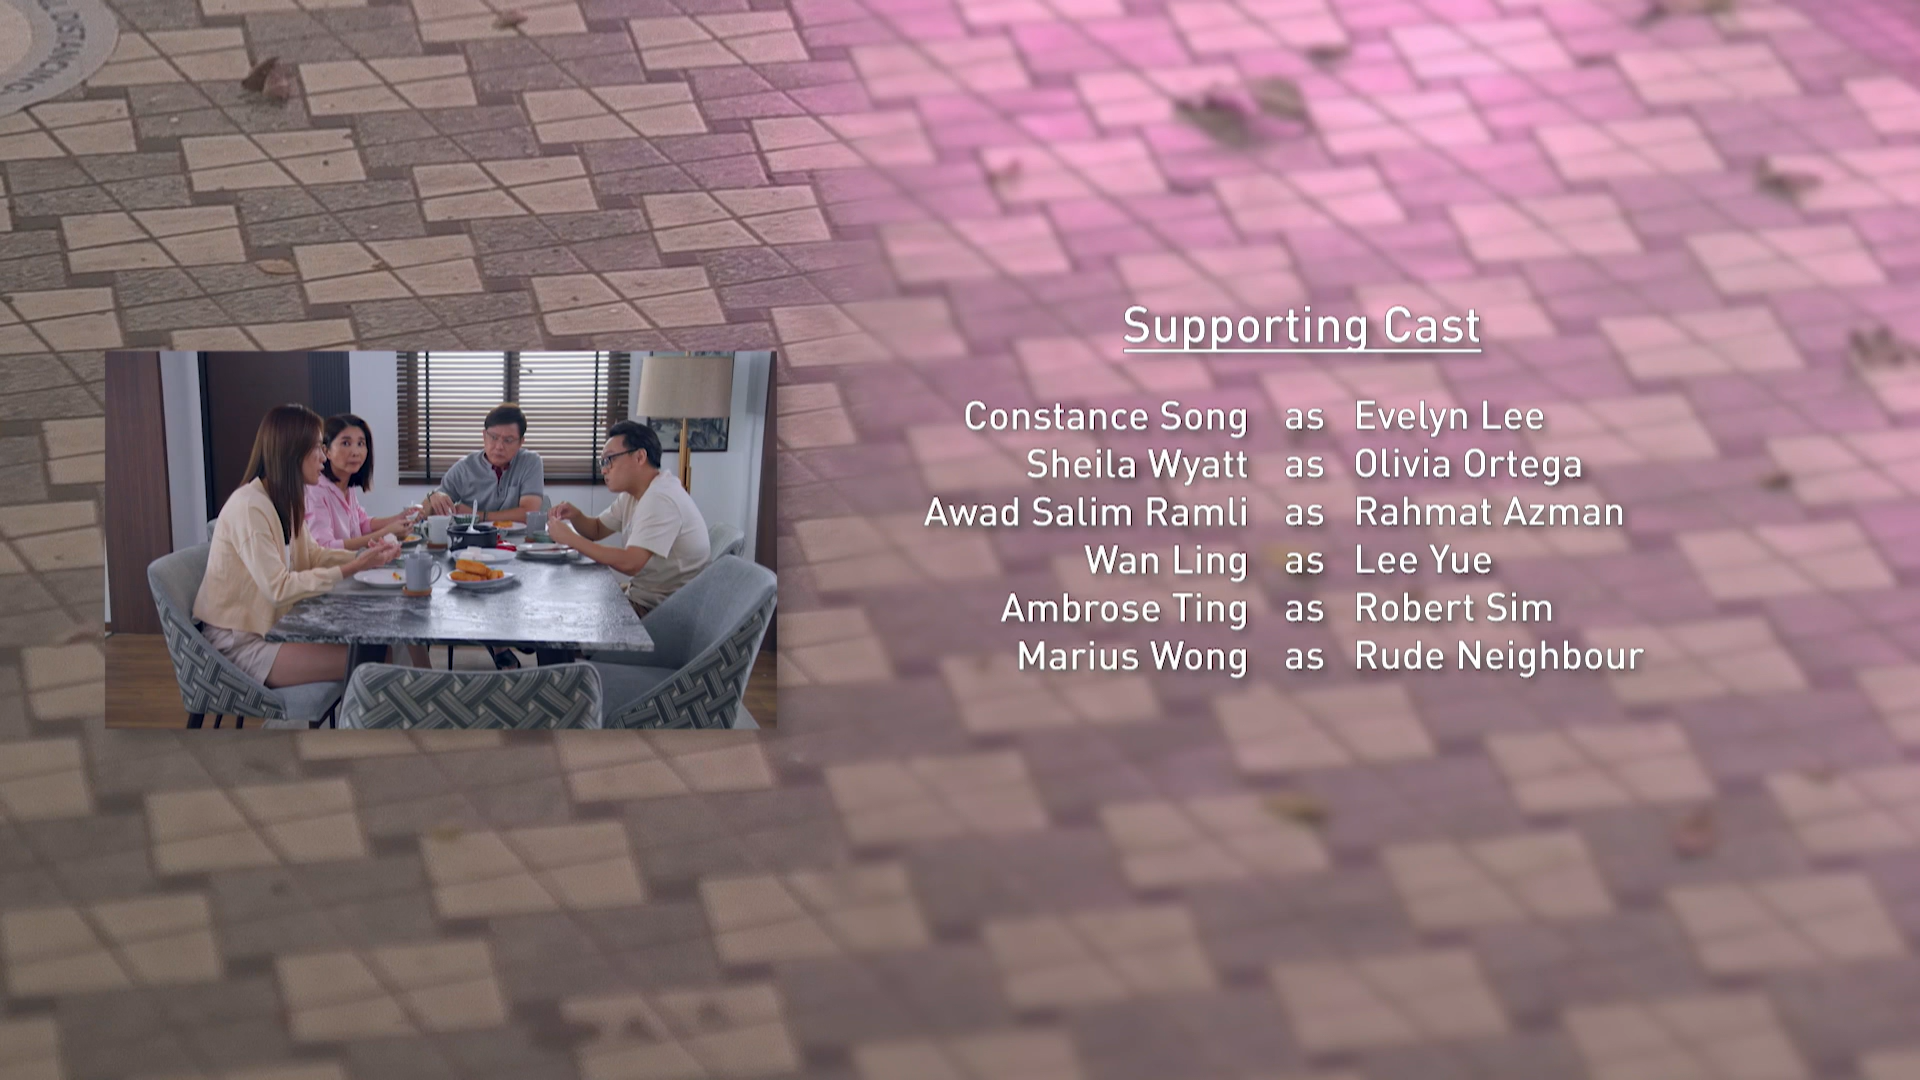 DISTANCING
Supporting Cast
Constance Song as Evelyn Lee
Sheila Wyatt as Olivia Ortega
Awad Salim Ramli as Rahmat Azman
Wan Ling as Lee Yue
Ambrose Ting as Robert Sim
Marius Wong as Rude Neighbour